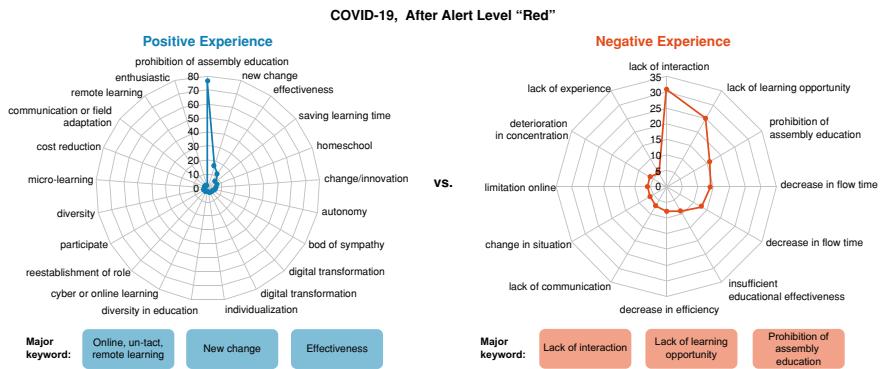 COVID-19, After Alert Level “Red”
Positive Experience
prohibition of assembly education
new change
effectiveness
saving learning time
homeschool
change/innovation
autonomy
bod of sympathy
digital transformation
digital transformation
individualization
diversity in education
cyber or online learning
reestablishment of role
participate
diversity
micro-learning
cost reduction
communication or field
adaptation
remote learning
enthusiastic
80
70
60
50
40
30
20
10
0
Major
keyword:
Online, un-tact,
remote learning
New change
Effectiveness
vs.
Negative Experience
lack of interaction
lack of learning opportunity
prohibition of
assembly education
decrease in flow time
decrease in flow time
insufficient
educational effectiveness
decrease in efficiency
lack of communication
change in situation
limitation online
deterioration
in concentration
lack of experience
35
30
25
20
15
10
5
0
Major
keyword:
Lack of interaction
Lack of learning
opportunity
Prohibition of
assembly
education